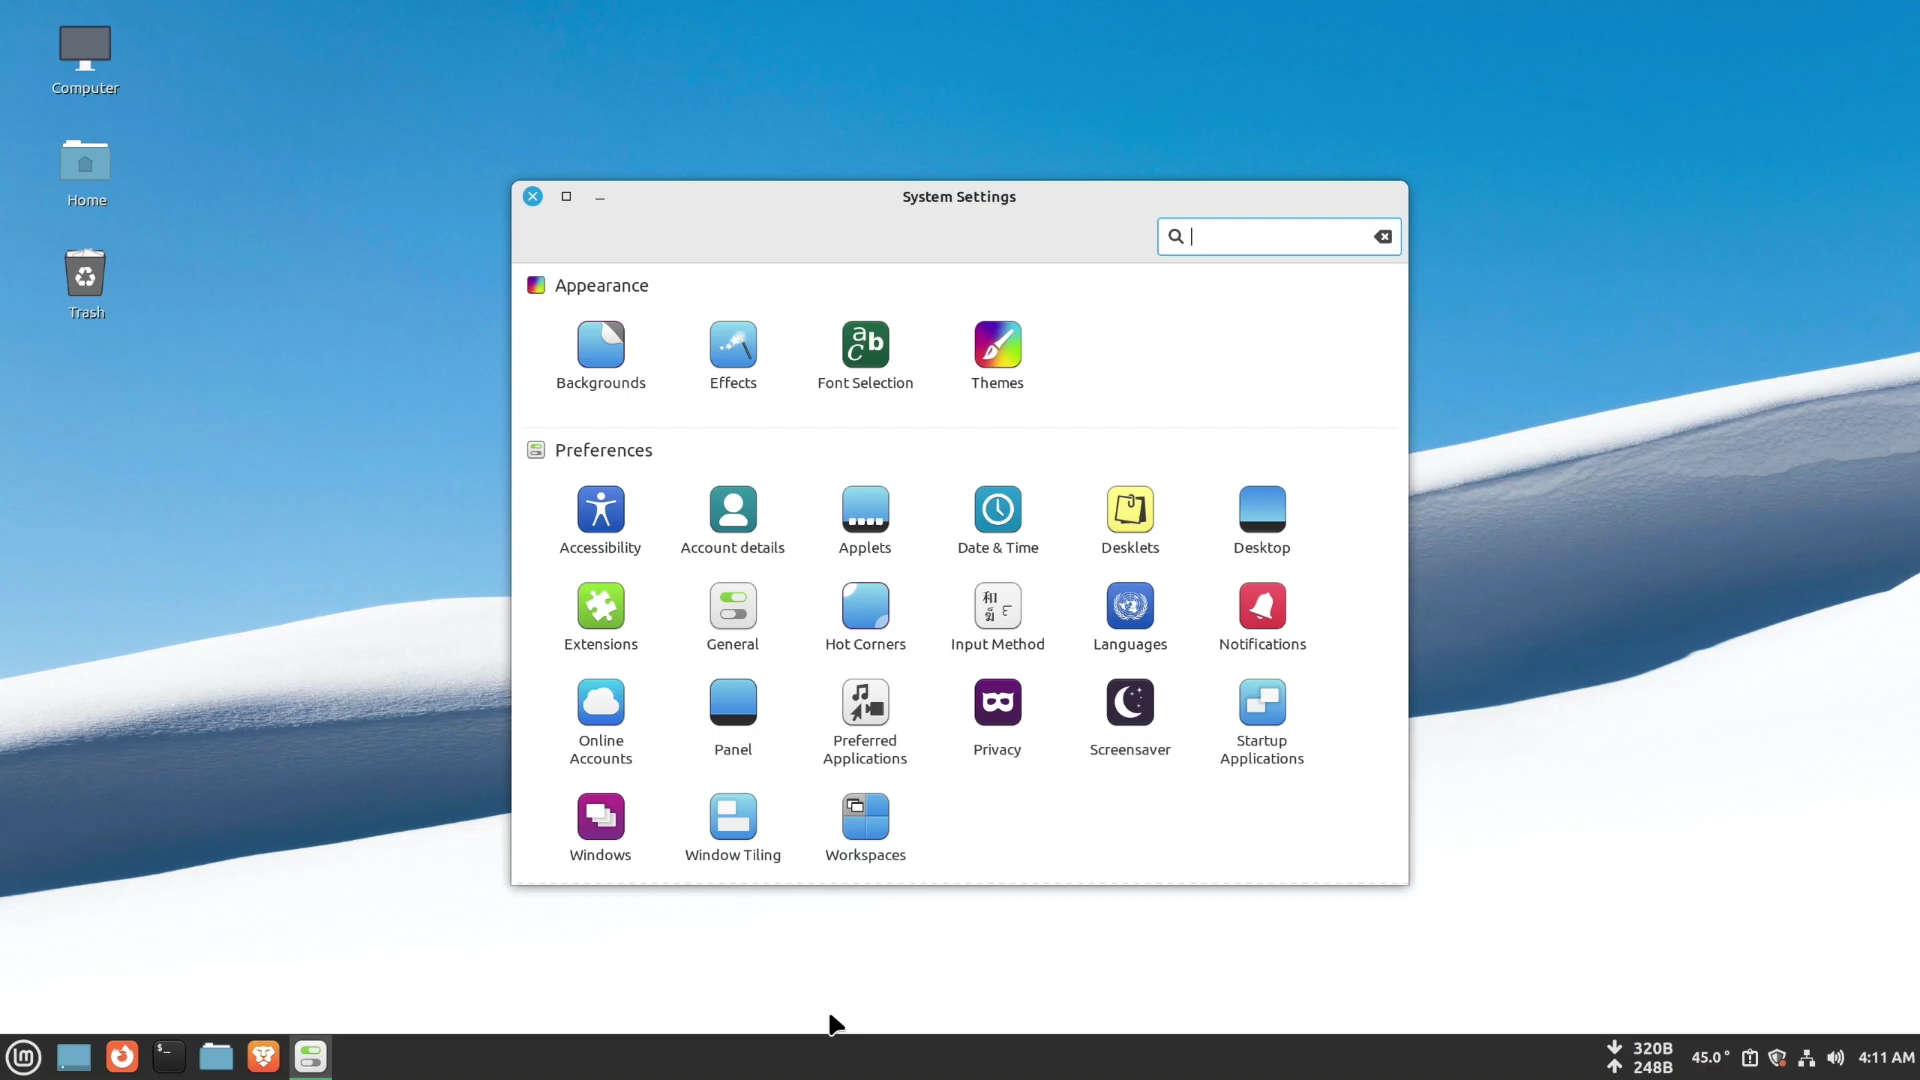 Computer
Home
Trash
System Settings
Appearance
Backgrounds
Effects
Font Selection
Themes
Preferences
Accessibility
Account details
Applets
Date & Time
Desklets
Desktop
Extensions
General
Hot Corners
Input Method
Languages
Notifications
Online
Accounts
Panel
Preferred
Applications
Privacy
Screensaver
Startup
Applications
Windows
Window Tiling
Workspaces
320B
248B
45.0°
4:11 AM